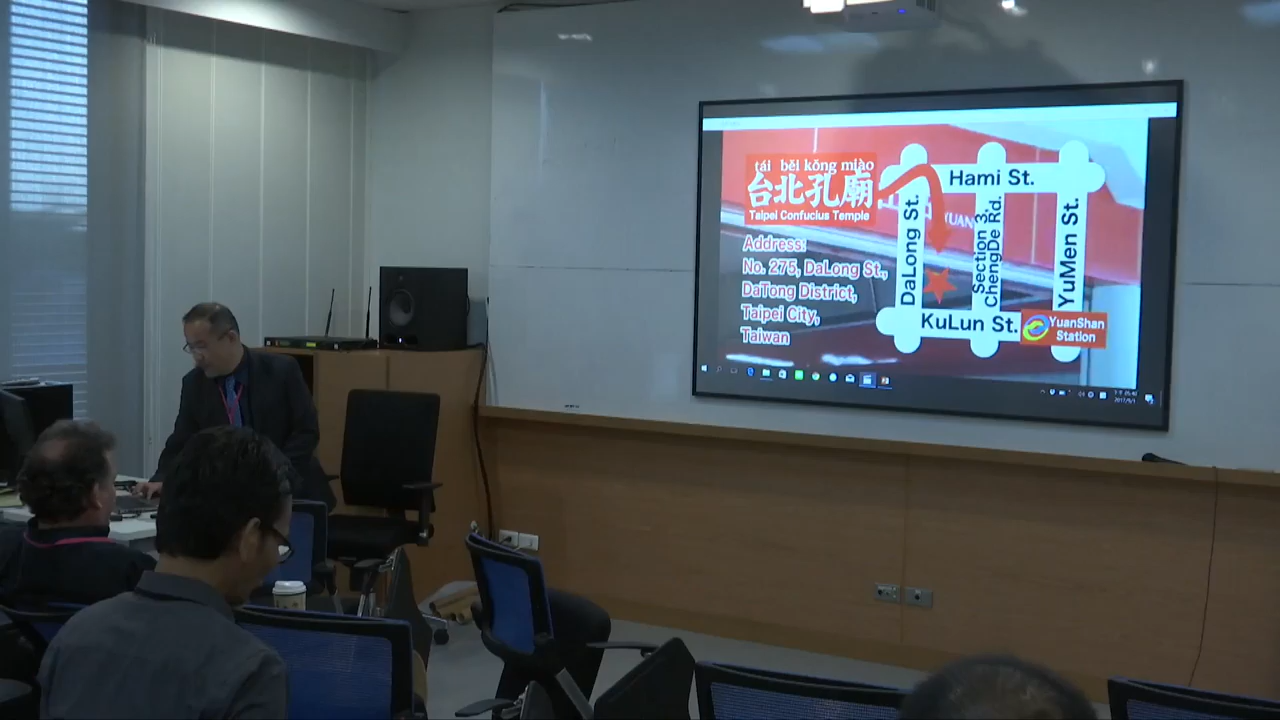 tái běi kǒng miào
台北孔廟
Taipei Confucius Temple
Address:
No. 275, DaLong St.,
DaTong District,
Taipei City,
Taiwan
Hami St.
DaLong St.
Section 3,
ChengDe Rd.
YuMen St.
KuLun St.
YuanShan
Station
YUAN